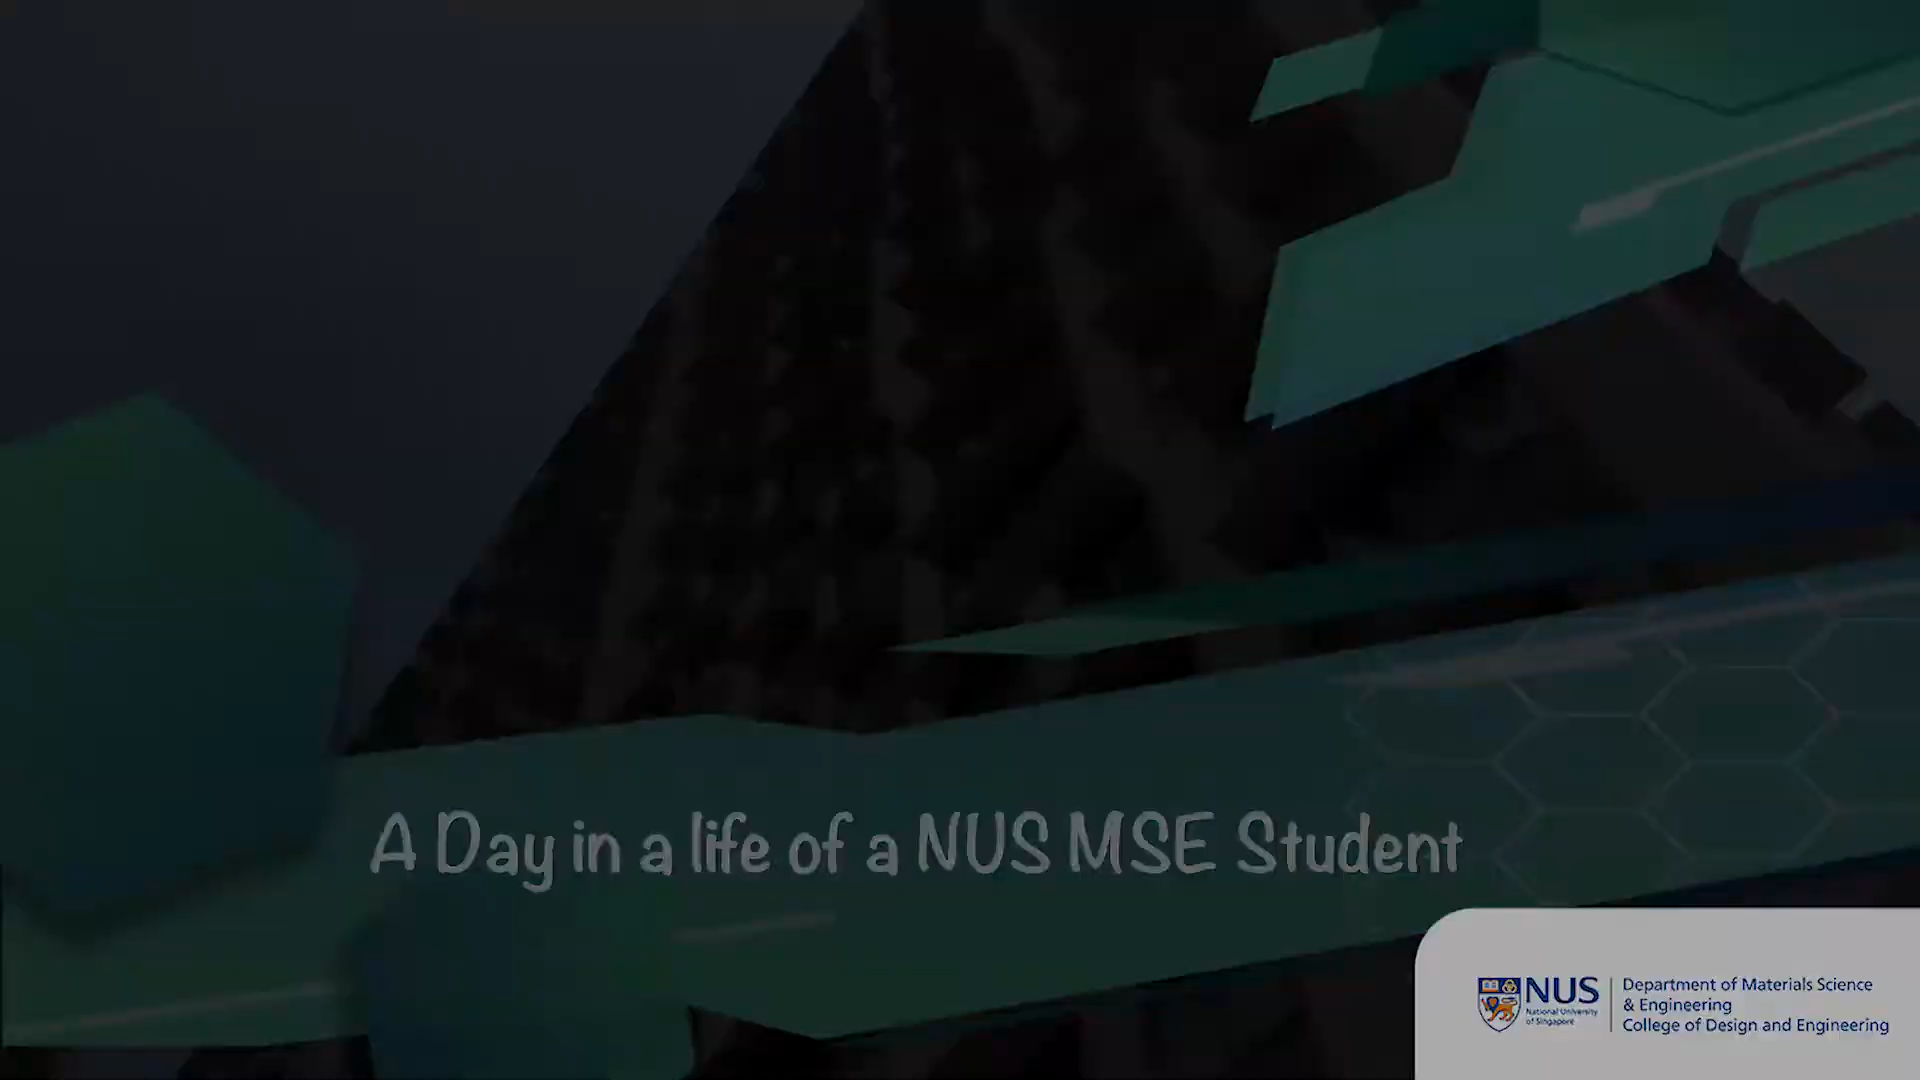 A Day in a life of a NUS MSE Student
NUS
National University
of Singapore
Department of Materials Science
& Engineering
College of Design and Engineering